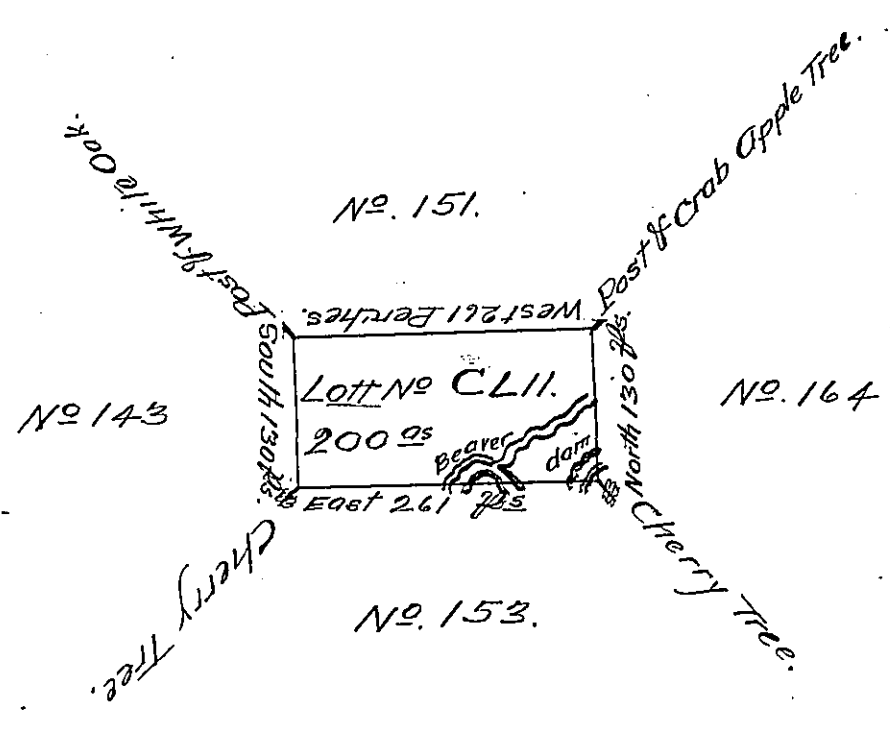 Post & White Oak.
Post & Crab Apple Tree.
No. 151.
West 261 Perches.
South 130 ps.
Lott No CLII.
200 as
Beaver
dam
North 130 ps.
No 143
No. 164
East 261 ps
Cherry Tree.
Cherry Tree.
No. 153.